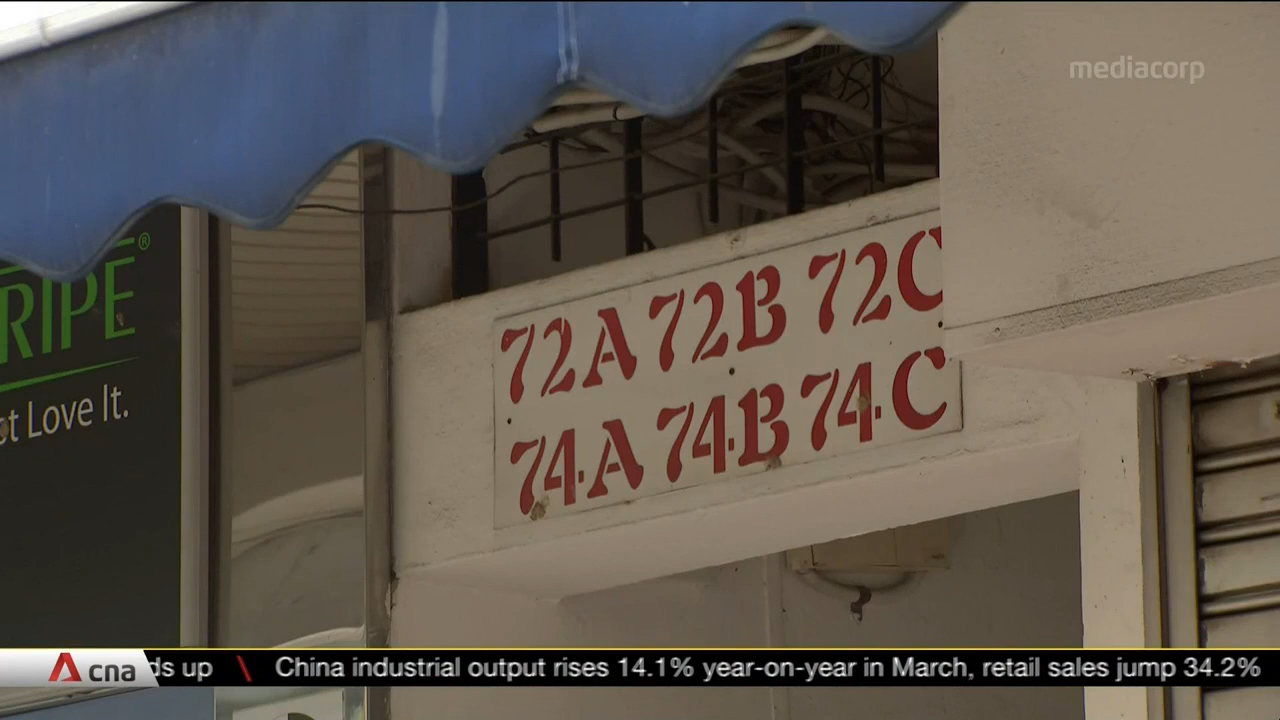 mediacorp
RIPE®
Love It.
72A 72B 72C
74A 74B 74C
cna
ds up \ China industrial output rises 14.1% year-on-year in March, retail sales jump 34.2%